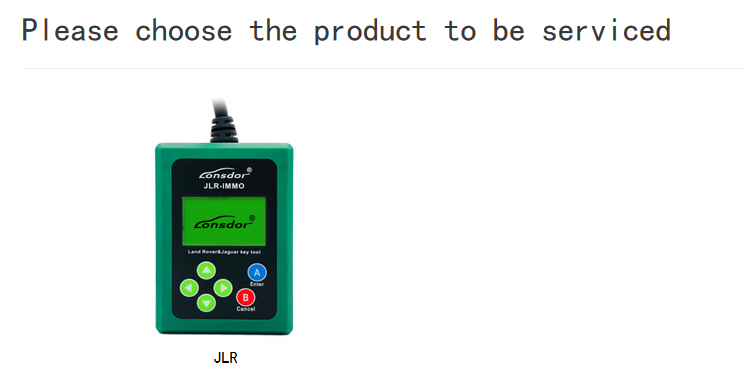 Please choose the product to be serviced
Lonsdor®
JLR-IMMO
Lonsdor®
Land Rover&Jaguar key tool
A
Enter
B
Cancel
JLR